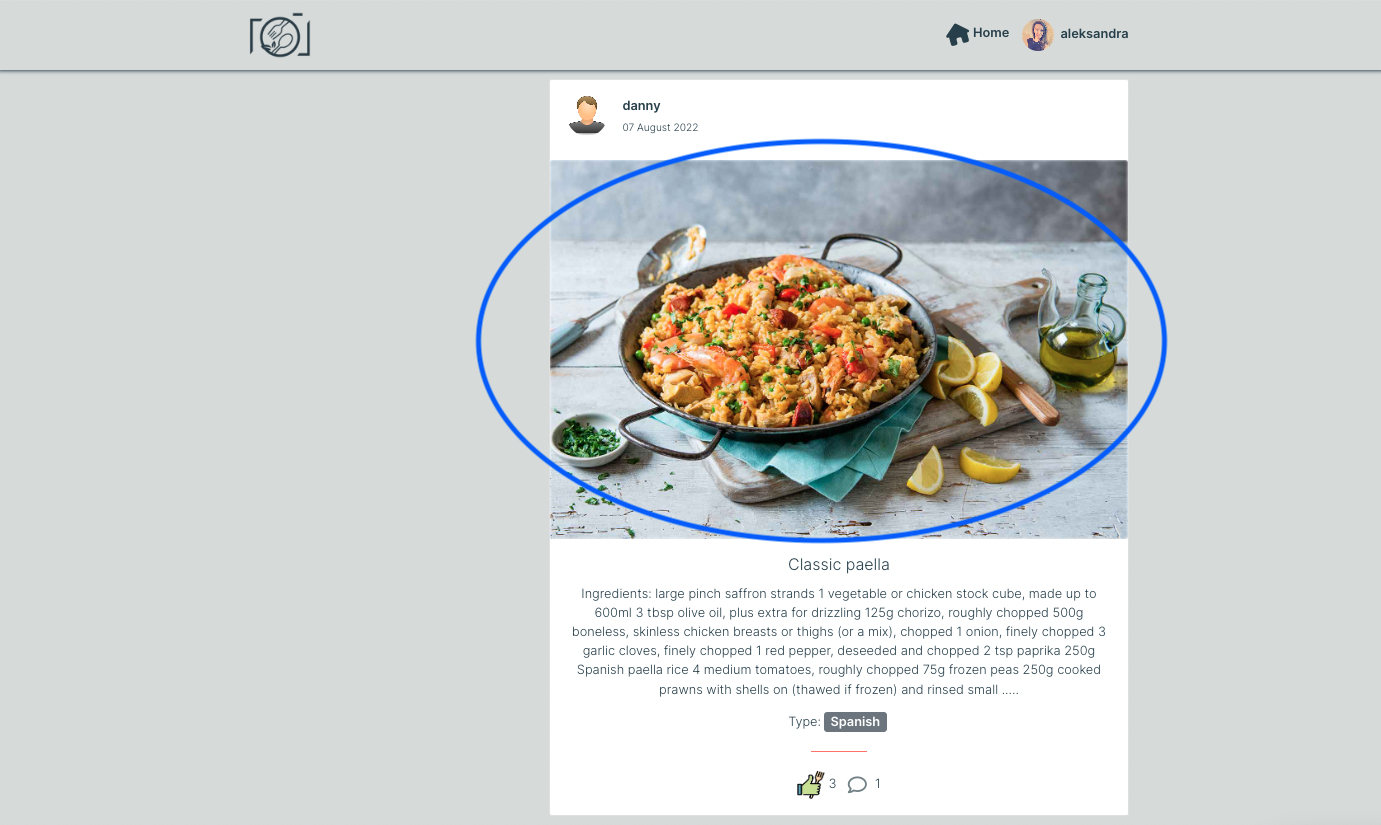 Home
aleksandra
danny
07 August 2022
Classic paella
Ingredients: large pinch saffron strands 1 vegetable or chicken stock cube, made up to
600ml 3 tbsp olive oil, plus extra for drizzling 125g chorizo, roughly chopped 500g
boneless, skinless chicken breasts or thighs (or a mix), chopped 1 onion, finely chopped 3
garlic cloves, finely chopped 1 red pepper, deseeded and chopped 2 tsp paprika 250g
Spanish paella rice 4 medium tomatoes, roughly chopped 75g frozen peas 250g cooked
prawns with shells on (thawed if frozen) and rinsed small .....
Type: Spanish
3 1